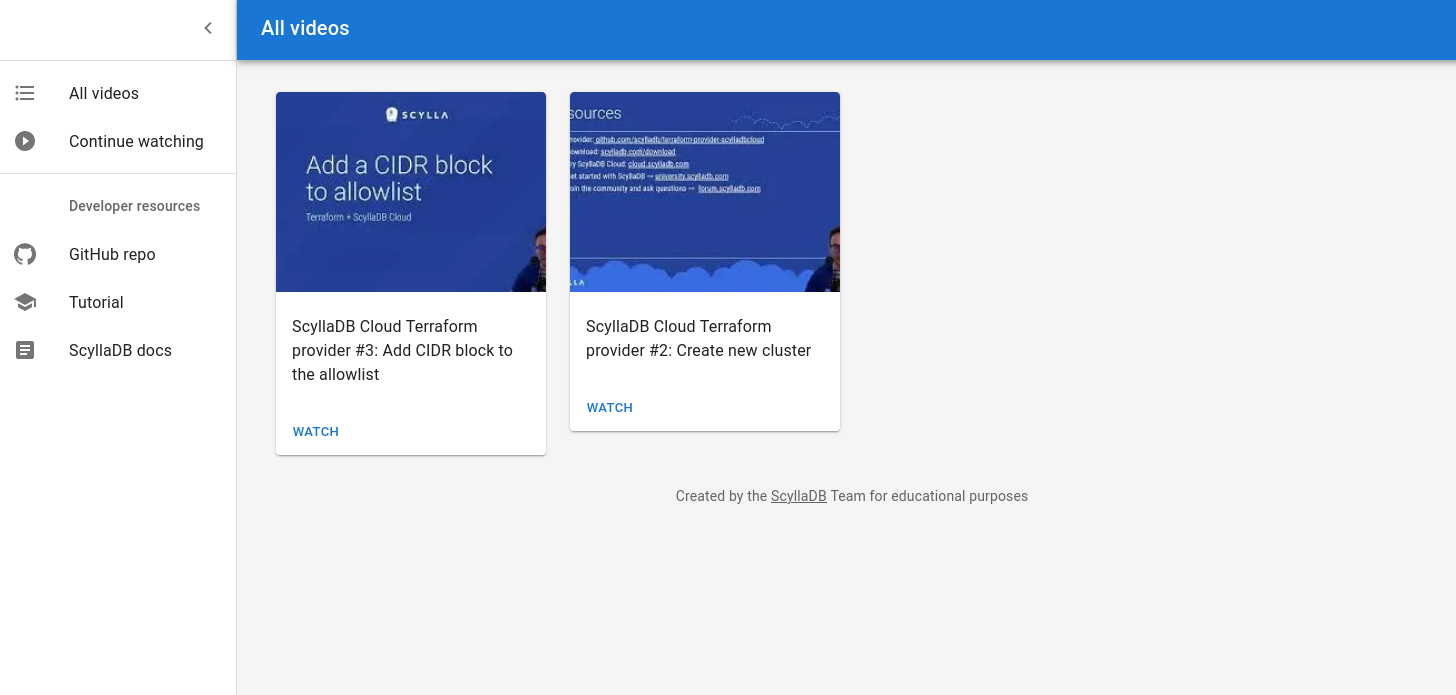 All videos
All videos
Continue watching
Developer resources
GitHub repo
Tutorial
ScyllaDB docs
SCYLLA
Add a CIDR block
to allowlist
Terraform + ScyllaDB Cloud
ScyllaDB Cloud Terraform
provider #3: Add CIDR block to
the allowlist
WATCH
sources
rovider: github.com/scylladb/terraform-provider-scylladbcloud
ownload: scylladb.com/download
ry ScyllaDB Cloud: cloud.scylladb.com
et started with ScyllaDB → university.scylladb.com
oin the community and ask questions → forum.scylladb.com
LLA
ScyllaDB Cloud Terraform
provider #2: Create new cluster
WATCH
Created by the ScyllaDB Team for educational purposes